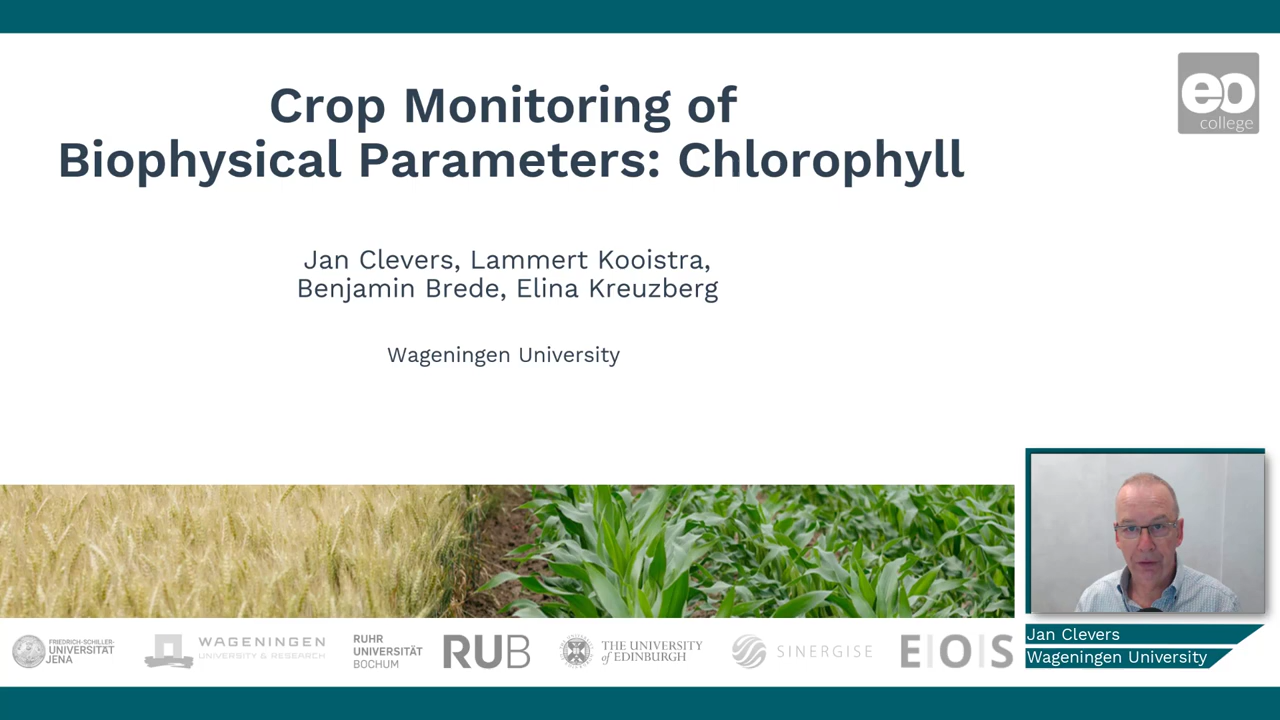 Crop Monitoring of
Biophysical Parameters: Chlorophyll
eo
college
Jan Clevers, Lammert Kooistra,
Benjamin Brede, Elina Kreuzberg
Wageningen University
Jan Clevers
Wageningen University
FRIEDRICH-SCHILLER-
UNIVERSITÄT
JENA
WAGENINGEN
UNIVERSITY & RESEARCH
RUHR
UNIVERSITÄT
BOCHUM
RUB
THE UNIVERSITY
of EDINBURGH
SINERGISE
E|O|S